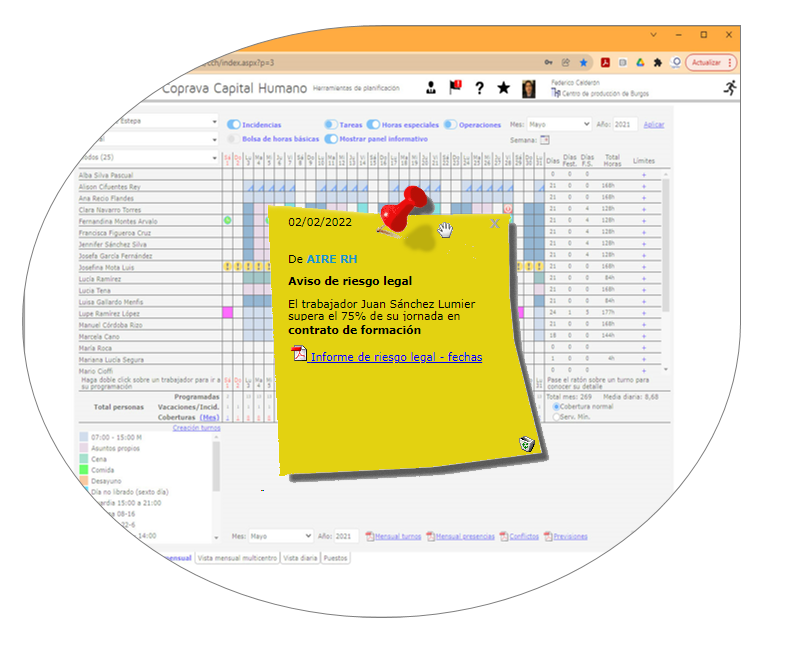 cch/index.aspx?p=3
Actualizar
Coprava Capital Humano Herramientas de planificación
Federico Calderón
Centro de producción de Burgos
Estepa
Incidencias Tareas Horas especiales Operaciones Mes: Mayo Año: 2021 Aplicar
Bolsa de horas básicas Mostrar panel informativo Semana:
Todos (25)
Días Días Fest. Días F.S. Total Horas Límites
Alba Silva Pascual 0 0 0 +
Alison Cifuentes Rey 21 0 4 168h +
Ana Recio Flandes 21 0 0 168h +
Clara Navarro Torres 21 0 4 128h +
Fernandina Montes Arvalo 21 0 4 128h +
Francisca Figueroa Cruz 21 0 4 128h +
Jennifer Sánchez Silva 21 0 4 128h +
Josefa García Fernández 21 0 4 128h +
Josefina Mota Luis 21 0 0 168h +
Lucía Ramírez 21 0 0 84h +
Lucía Tena 21 0 0 168h +
Luisa Gallardo Menfis 21 0 0 84h +
Lupe Ramírez López 24 1 5 177h +
Manuel Córdoba Rizo 21 0 0 168h +
Marcela Cano 18 0 0 144h +
María Roca 0 0 0 +
Mariana Lucía Segura 1 0 0 4h +
Mario Cioffi 0 0 0 +
Haga doble click sobre un trabajador para ir a
su programación
Pase el ratón sobre un turno para
conocer su detalle
Programadas
Total personas Vacaciones/Incid.
Coberturas (Mes)
Total mes: 269 Media diaria: 8,68
Cobertura normal
Serv. Min.
Creación turnos
07:00 - 15:00 M
Asuntos propios
Cena
Comida
Desayuno
Día no librado (sexto día)
ardia 15:00 a 21:00
08-16
22-6
14:00
Mes: Mayo Año: 2021 Mensual turnos Mensual presencias Conflictos Previsiones
mensual Vista mensual multicentro Vista diaria Puestos
02/02/2022 X
De AIRE RH
Aviso de riesgo legal
El trabajador Juan Sánchez Lumier
supera el 75% de su jornada en
contrato de formación
Informe de riesgo legal - fechas